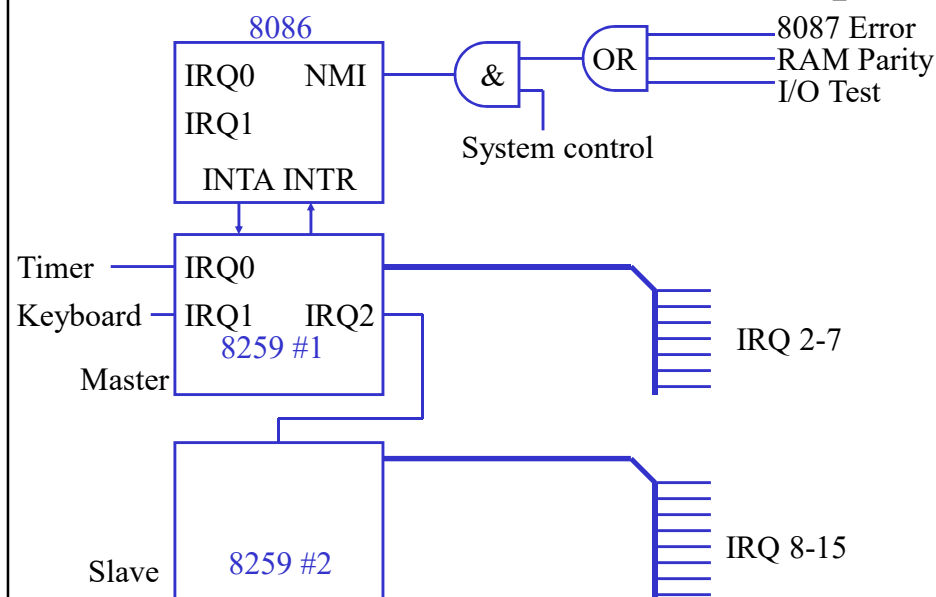 8086
8087 Error
IRQ0 NMI
& OR
RAM Parity
I/O Test
IRQ1
System control
INTA INTR
Timer
IRQ0
Keyboard
IRQ1 IRQ2
8259 #1
IRQ 2-7
Master
IRQ 8-15
Slave
8259 #2